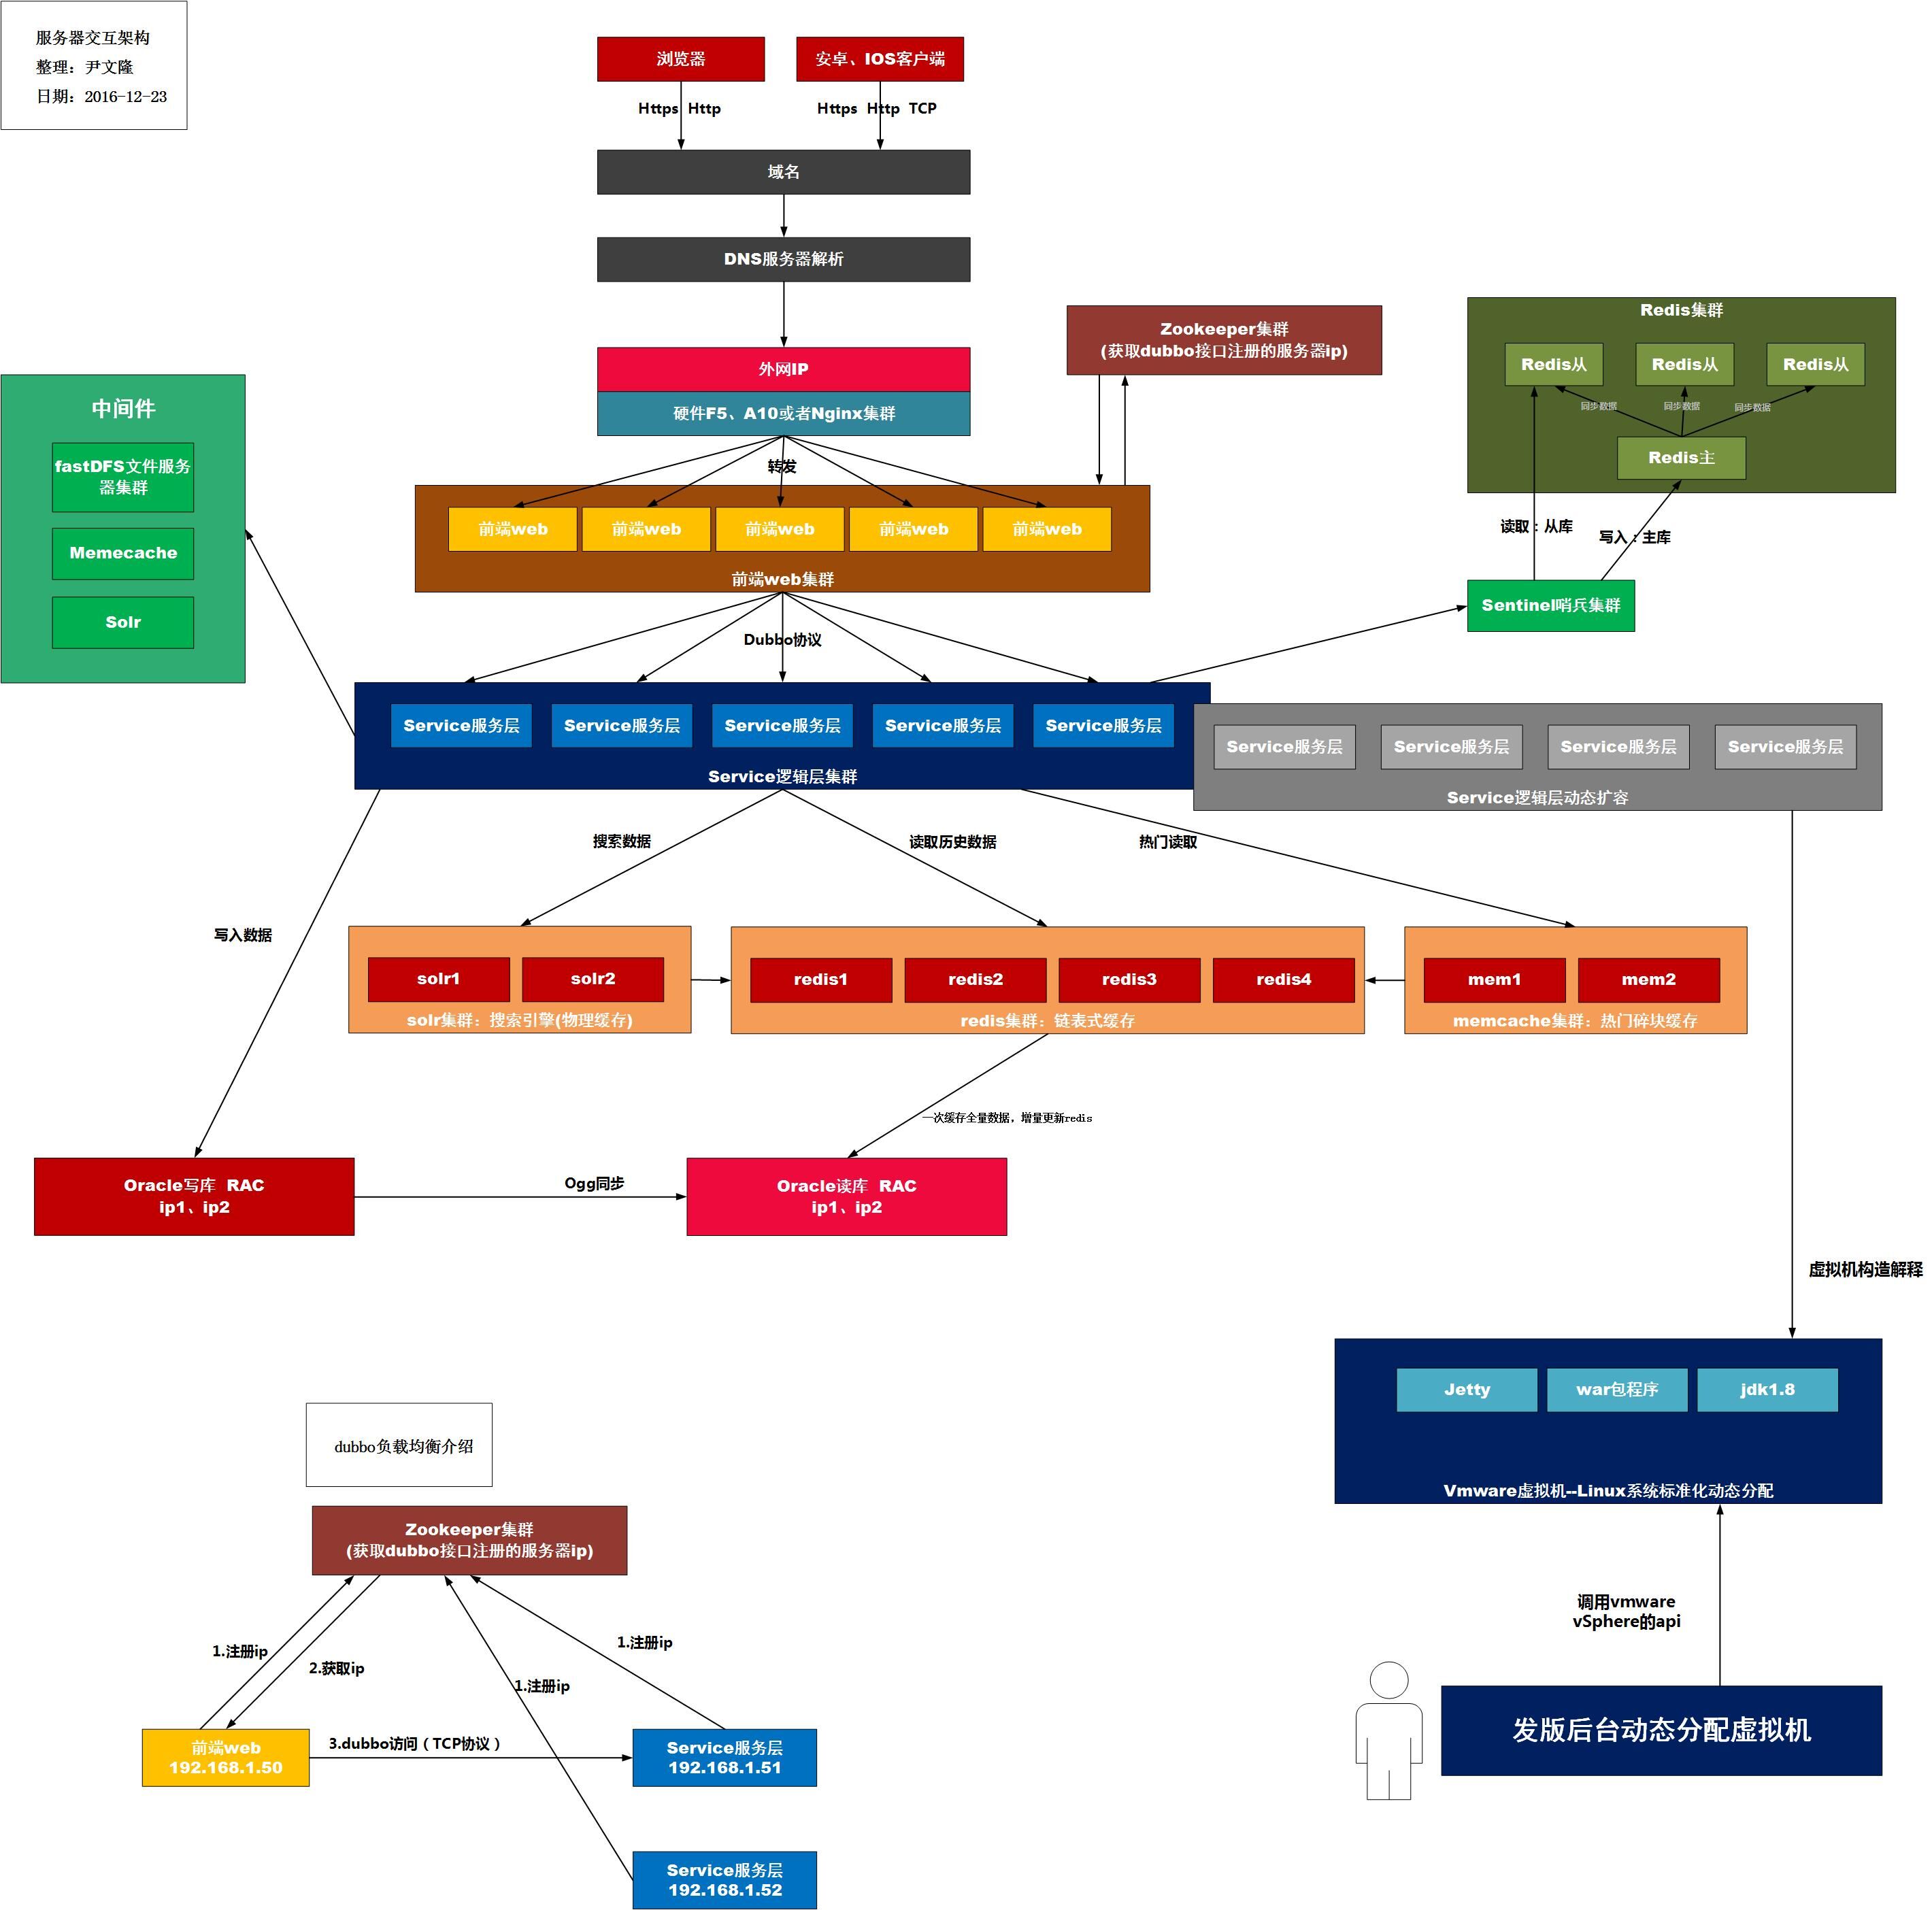 服务器交互架构
整理：尹文隆
日期：2016-12-23
浏览器
安卓、IOS客户端
Https Http
Https Http TCP
域名
DNS服务器解析
外网IP
硬件F5、A10或者Nginx集群
转发
Zookeeper集群
(获取dubbo接口注册的服务器ip)
Redis集群
Redis从
Redis从
Redis从
同步数据
同步数据
同步数据
Redis主
读取：从库
写入：主库
Sentinel哨兵集群
中间件
fastDFS文件服务
器集群
Memecache
Solr
前端web
前端web
前端web
前端web
前端web
前端web集群
Dubbo协议
Service服务层
Service服务层
Service服务层
Service服务层
Service服务层
Service逻辑层集群
Service服务层
Service服务层
Service服务层
Service服务层
Service逻辑层动态扩容
搜索数据
读取历史数据
热门读取
写入数据
solr1
solr2
solr集群：搜索引擎(物理缓存)
redis1
redis2
redis3
redis4
redis集群：链表式缓存
mem1
mem2
memcache集群：热门碎块缓存
一次缓存全量数据，增量更新redis
Oracle写库 RAC
ip1、ip2
Ogg同步
Oracle读库 RAC
ip1、ip2
虚拟机构造解释
Jetty
war包程序
jdk1.8
Vmware虚拟机--Linux系统标准化动态分配
调用vmware
vSphere的api
发版后台动态分配虚拟机
dubbo负载均衡介绍
Zookeeper集群
(获取dubbo接口注册的服务器ip)
1.注册ip
2.获取ip
1.注册ip
1.注册ip
前端web
192.168.1.50
3.dubbo访问（TCP协议）
Service服务层
192.168.1.51
Service服务层
192.168.1.52